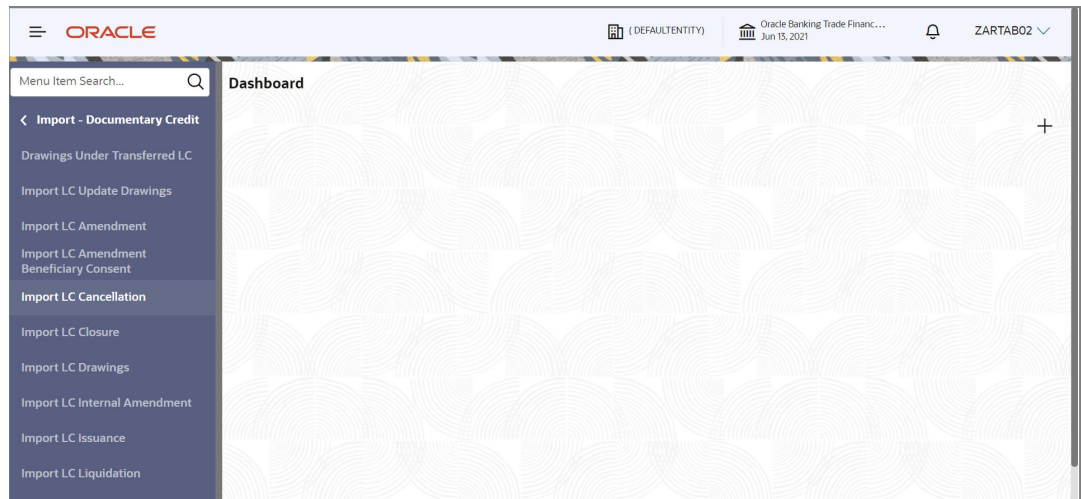 ORACLE
( DEFAULTENTITY)
Oracle Banking Trade Financ...
Jun 13, 2021
ZARTAB02
Menu Item Search...
Dashboard
Import - Documentary Credit
Drawings Under Transferred LC
Import LC Update Drawings
Import LC Amendment
Import LC Amendment
Beneficiary Consent
Import LC Cancellation
Import LC Closure
Import LC Drawings
Import LC Internal Amendment
Import LC Issuance
Import LC Liquidation